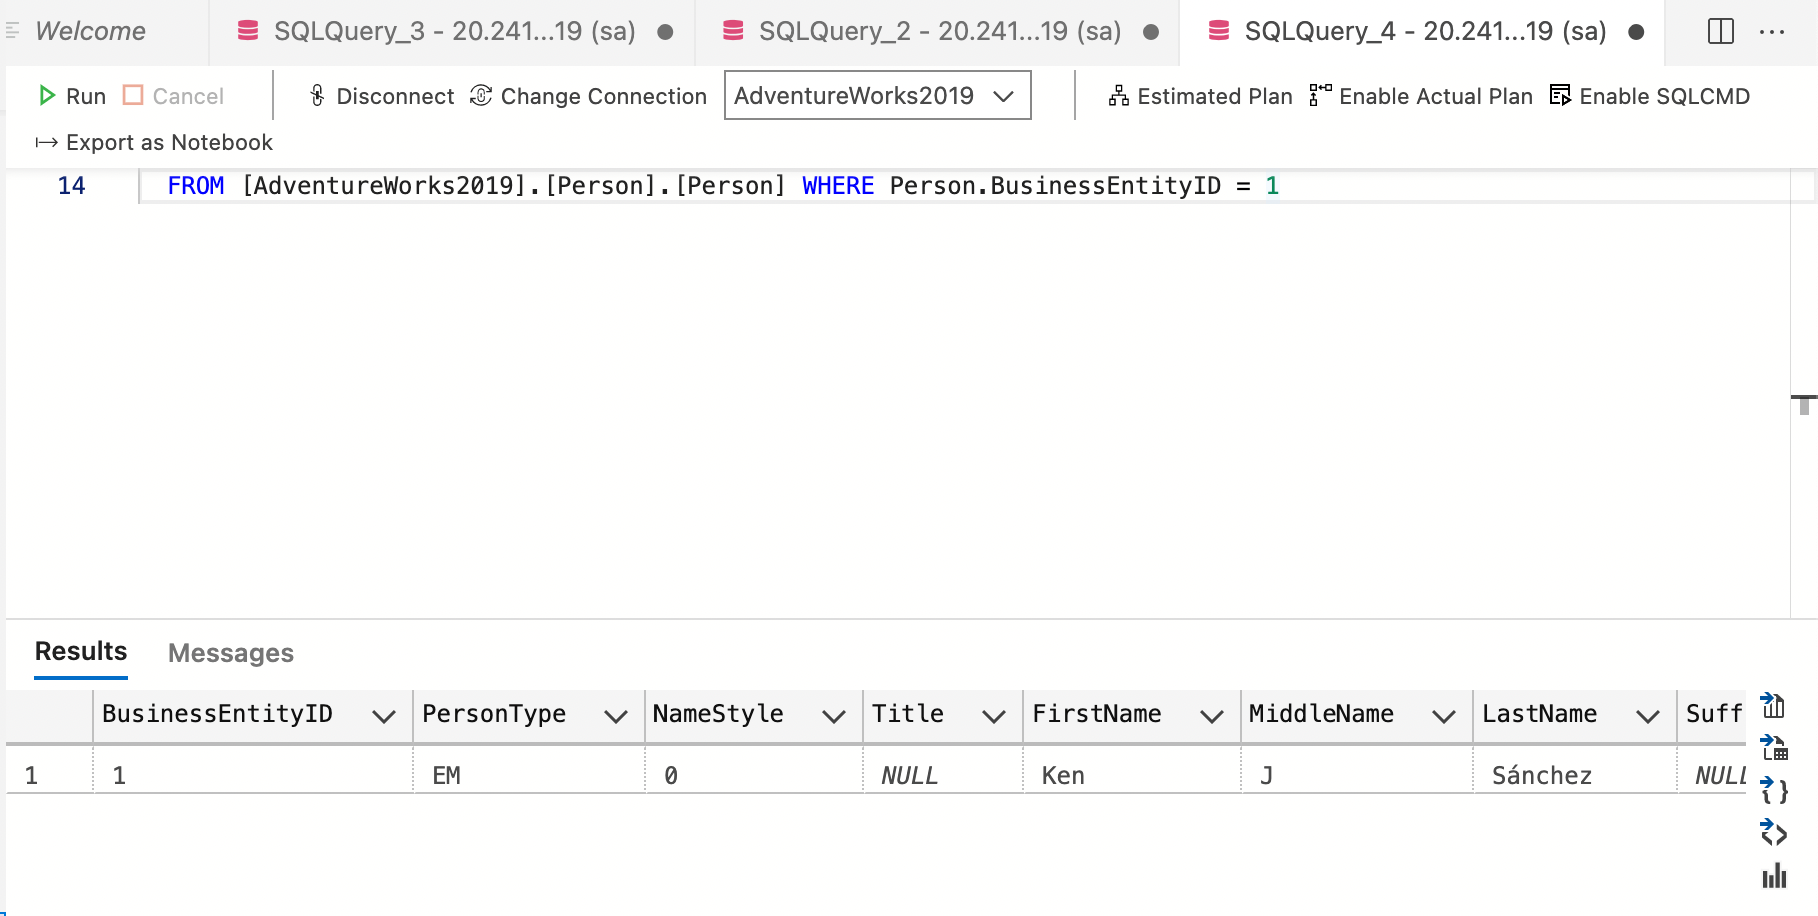 Welcome SQLQuery_3 - 20.241...19 (sa) SQLQuery_2 - 20.241...19 (sa) SQLQuery_4 - 20.241...19 (sa) ...
Run Cancel Disconnect Change Connection AdventureWorks2019 Estimated Plan Enable Actual Plan Enable SQLCMD
Export as Notebook
14 FROM [AdventureWorks2019].[Person].[Person] WHERE Person.BusinessEntityID = 1
Results Messages
BusinessEntityID PersonType NameStyle Title FirstName MiddleName LastName Suff
1 1 EM 0 NULL Ken J Sánchez NULL